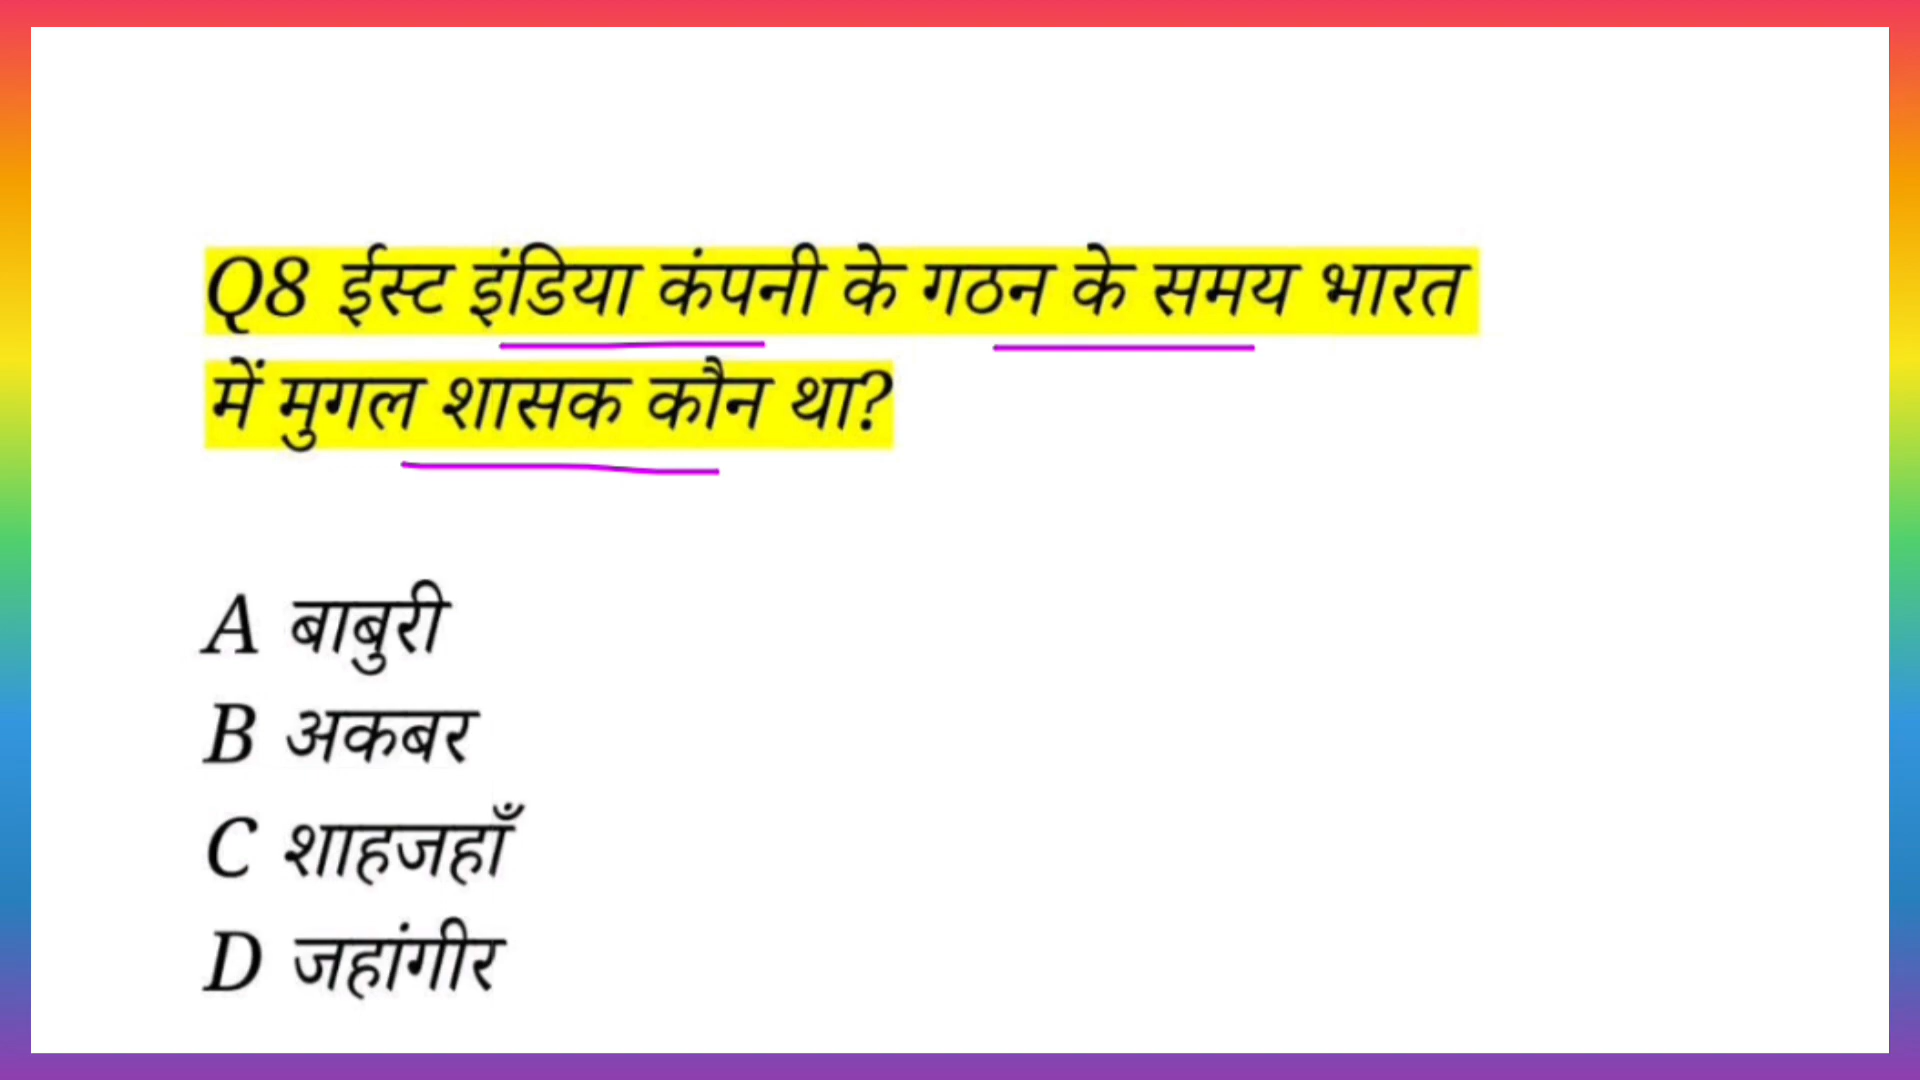 Q8 ईस्ट इंडिया कंपनी के गठन के समय भारत
में मुगल शासक कौन था?
A बाबुरी
B अकबर
C शाहजहाँ
D जहांगीर